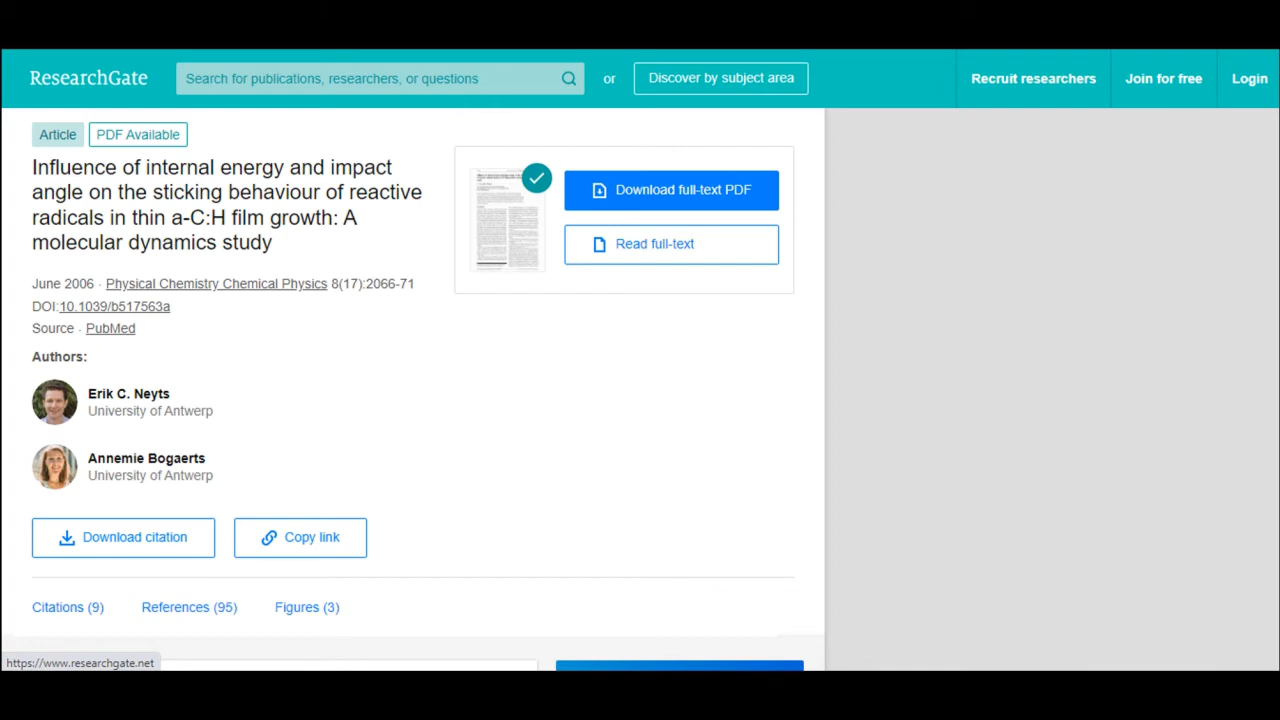 ResearchGate
Search for publications, researchers, or questions
or
Discover by subject area
Recruit researchers
Join for free
Login
Article
PDF Available
Influence of internal energy and impact
angle on the sticking behaviour of reactive
radicals in thin a-C:H film growth: A
molecular dynamics study
Download full-text PDF
Read full-text
June 2006 · Physical Chemistry Chemical Physics 8(17):2066-71
DOI:10.1039/b517563a
Source · PubMed
Authors:
Erik C. Neyts
University of Antwerp
Annemie Bogaerts
University of Antwerp
Download citation
Copy link
Citations (9)
References (95)
Figures (3)
https://www.researchgate.net